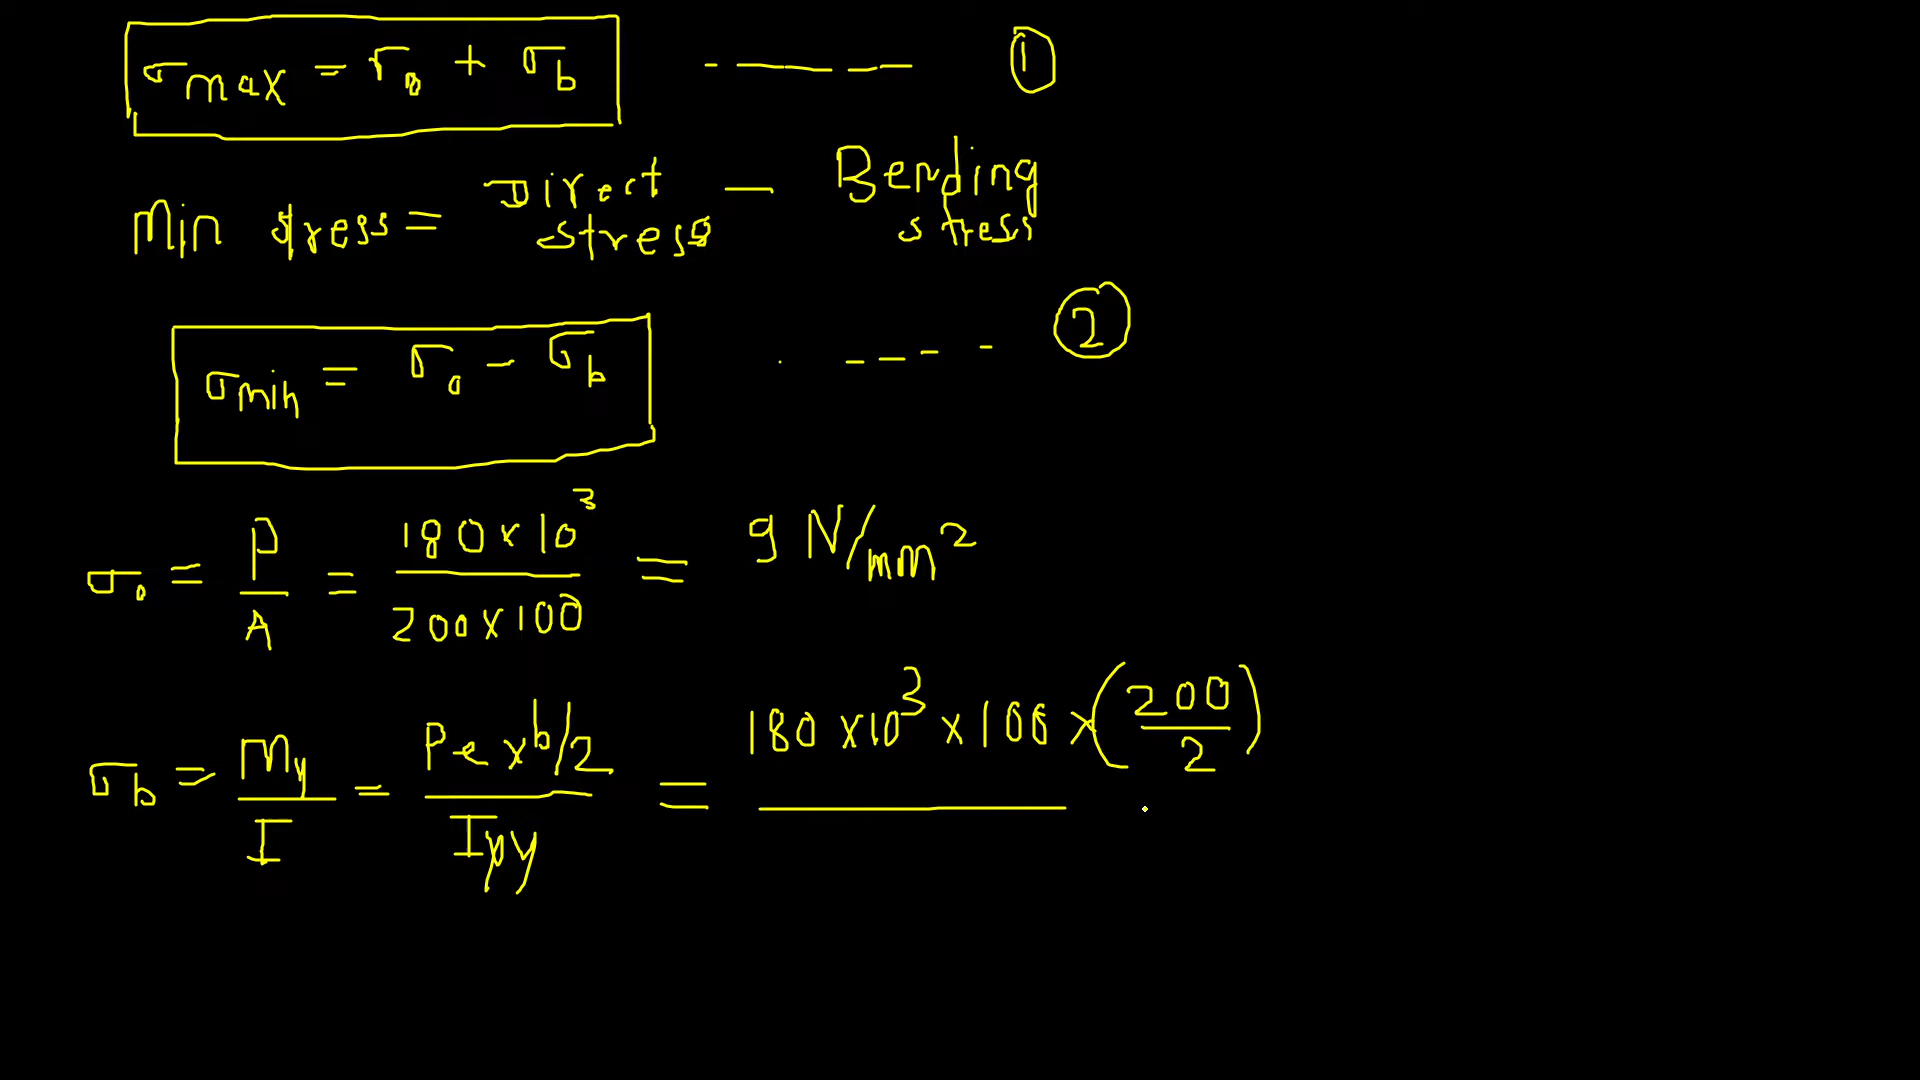 σmax = σ₀ + σb ------ ①
Min stress = Direct stress — Bending stress
σmin = σ₀ - σb . ---- ②
σ₀ = P/A = 180×10³/200×100 = 9 N/mm²
σb = My/I = Pe×b/2/Iyy = 180×10³×100×(200/2)